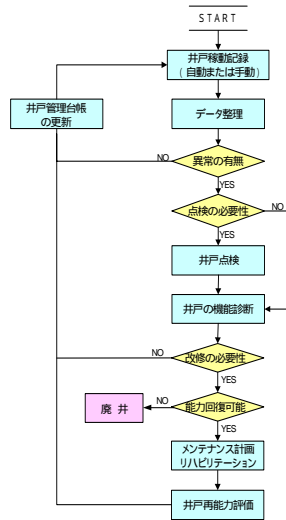 START
井戸稼動記録
(自動または手動)
井戸管理台帳
の更新
データ整理
NO
異常の有無
YES
点検の必要性
NO
YES
井戸点検
井戸の機能診断
NO
改修の必要性
YES
廃井
NO
能力回復可能
YES
メンテナンス計画
リハビリテーション
井戸再能力評価